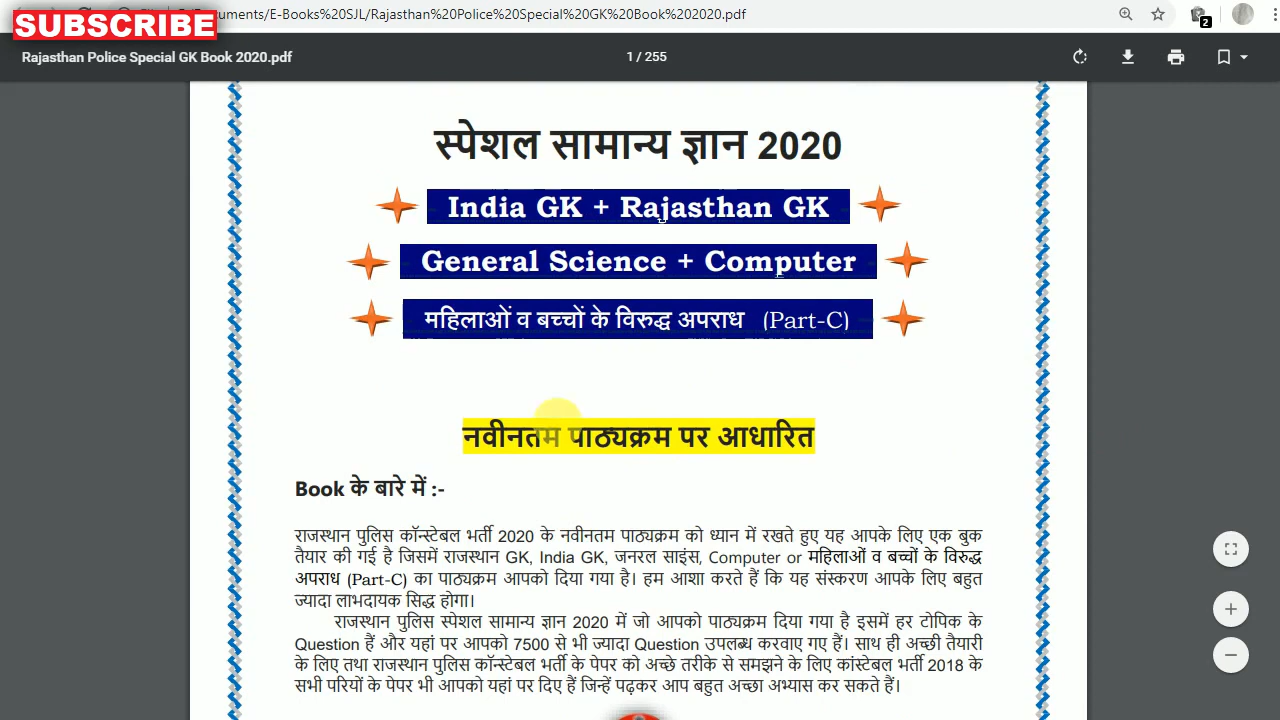 SUBSCRIBE
uments/E-Books%20SJL/Rajasthan%20Police%20Special%20GK%20Book%202020.pdf
2
Rajasthan Police Special GK Book 2020.pdf
1 / 255
स्पेशल सामान्य ज्ञान 2020
India GK + Rajasthan GK
General Science + Computer
महिलाओं व बच्चों के विरुद्ध अपराध (Part-C)
नवीनतम पाठ्यक्रम पर आधारित
Book के बारे में :-
राजस्थान पुलिस कॉन्स्टेबल भर्ती 2020 के नवीनतम पाठ्यक्रम को ध्यान में रखते हुए यह आपके लिए एक बुक
तैयार की गई है जिसमें राजस्थान GK, India GK, जनरल साइंस, Computer or महिलाओं व बच्चों के विरुद्ध
अपराध (Part-C) का पाठ्यक्रम आपको दिया गया है। हम आशा करते हैं कि यह संस्करण आपके लिए बहुत
ज्यादा लाभदायक सिद्ध होगा।
राजस्थान पुलिस स्पेशल सामान्य ज्ञान 2020 में जो आपको पाठ्यक्रम दिया गया है इसमें हर टोपिक के
Question हैं और यहां पर आपको 7500 से भी ज्यादा Question उपलब्ध करवाए गए हैं। साथ ही अच्छी तैयारी
के लिए तथा राजस्थान पुलिस कॉन्स्टेबल भर्ती के पेपर को अच्छे तरीके से समझने के लिए कांस्टेबल भर्ती 2018 के
सभी परियों के पेपर भी आपको यहां पर दिए हैं जिन्हें पढ़कर आप बहुत अच्छा अभ्यास कर सकते हैं।